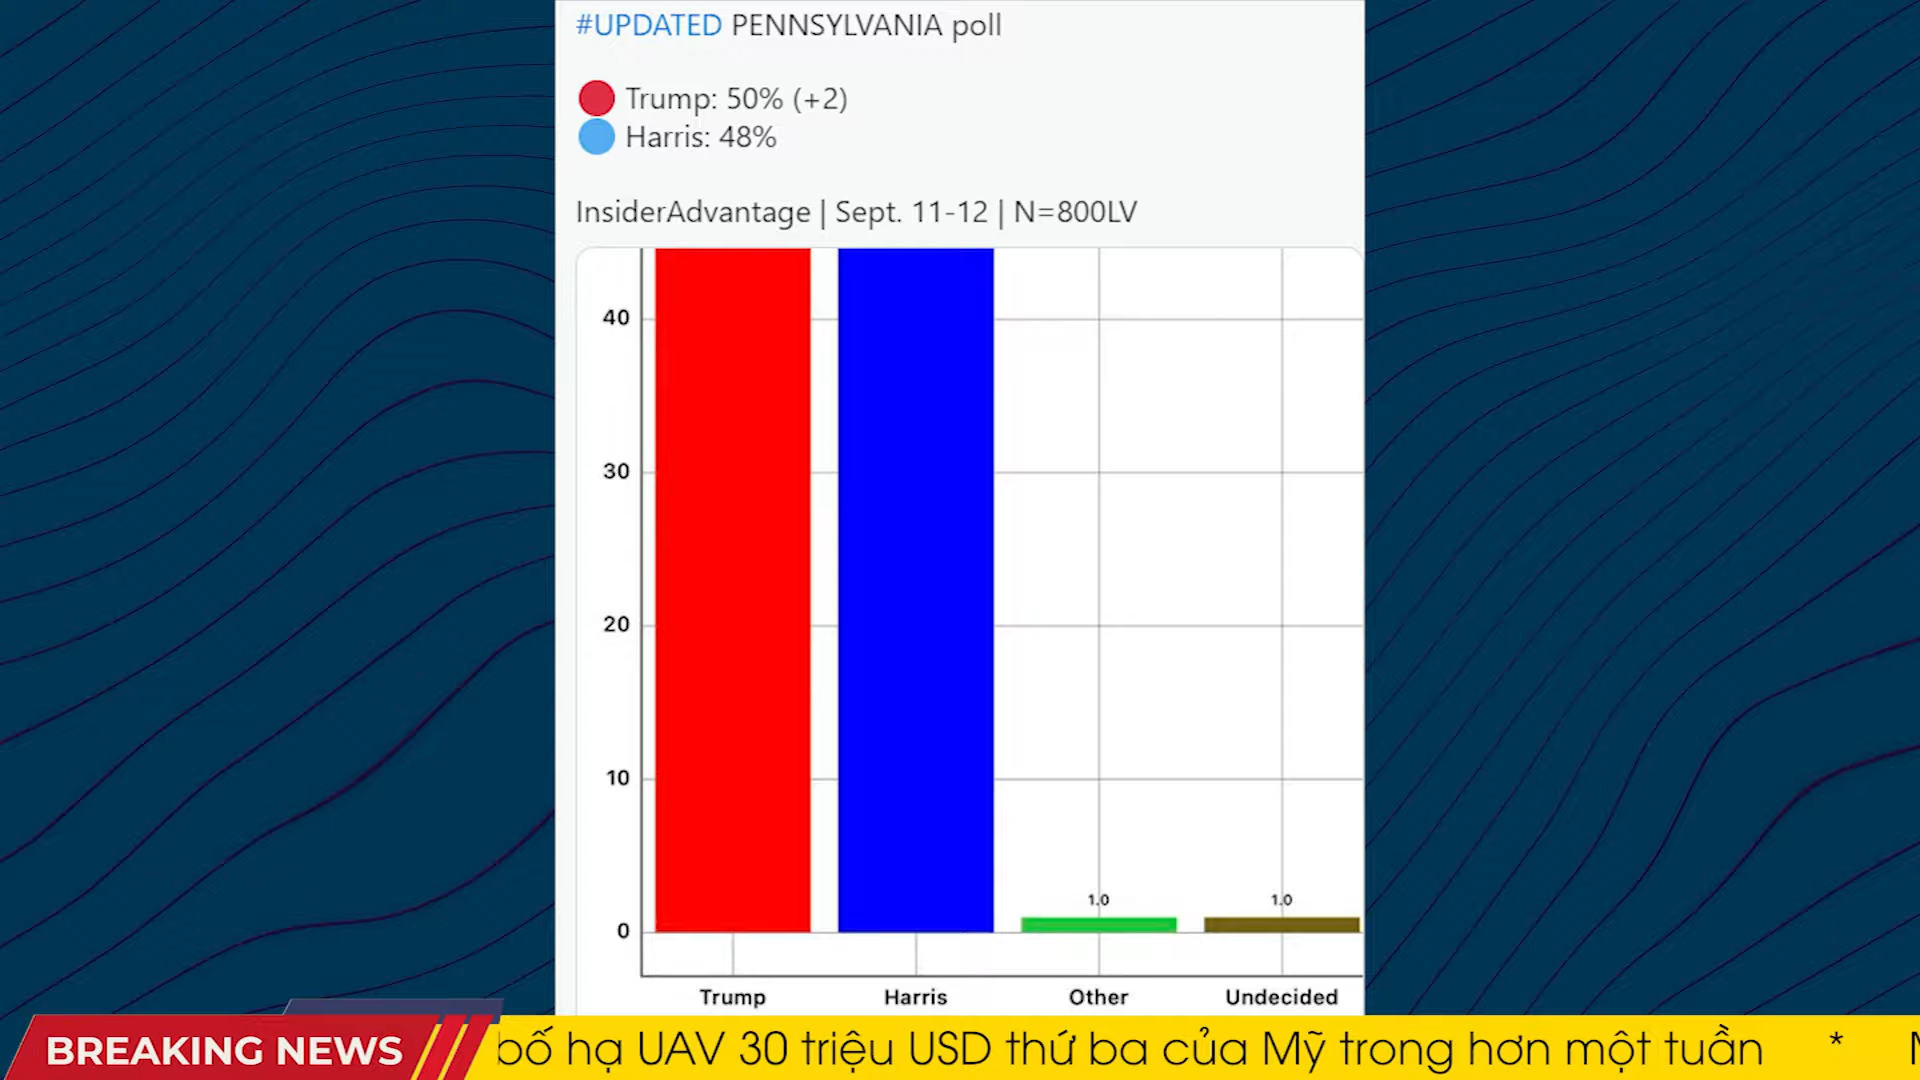 #UPDATED PENNSYLVANIA poll
Trump: 50% (+2)
Harris: 48%
InsiderAdvantage | Sept. 11-12 | N=800LV
40
30
20
10
0
1.0
1.0
Trump
Harris
Other
Undecided
BREAKING NEWS
bố hạ UAV 30 triệu USD thứ ba của Mỹ trong hơn một tuần *